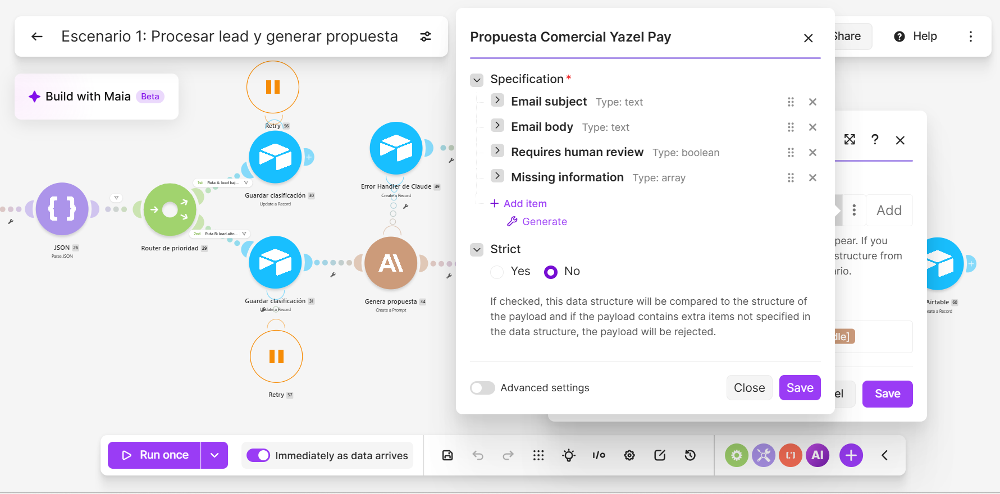 Escenario 1: Procesar lead y generar propuesta
Share
Help
Build with Maia Beta
Propuesta Comercial Yazel Pay
Specification *
Email subject Type: text
Email body Type: text
Requires human review Type: boolean
Missing information Type: array
+ Add item
Generate
Strict
Yes No
If checked, this data structure will be compared to the structure of
the payload and if the payload contains extra items not specified in
the data structure, the payload will be rejected.
Advanced settings
Close Save
Add
pear. If you
structure from
rio.
dle]
el
Save
Retry 56
Guardar clasificación 30
Update a Record
Error Handler de Claude 49
Create a Record
1st Ruta A: lead baj...
JSON 26
Parse JSON
Router de prioridad 29
2nd Ruta B: lead alto...
Guardar clasificación 31
Update a Record
Genera propuesta 34
Create a Prompt
Retry 57
Airtable 60
eate a Record
Run once
Immediately as data arrives
AI